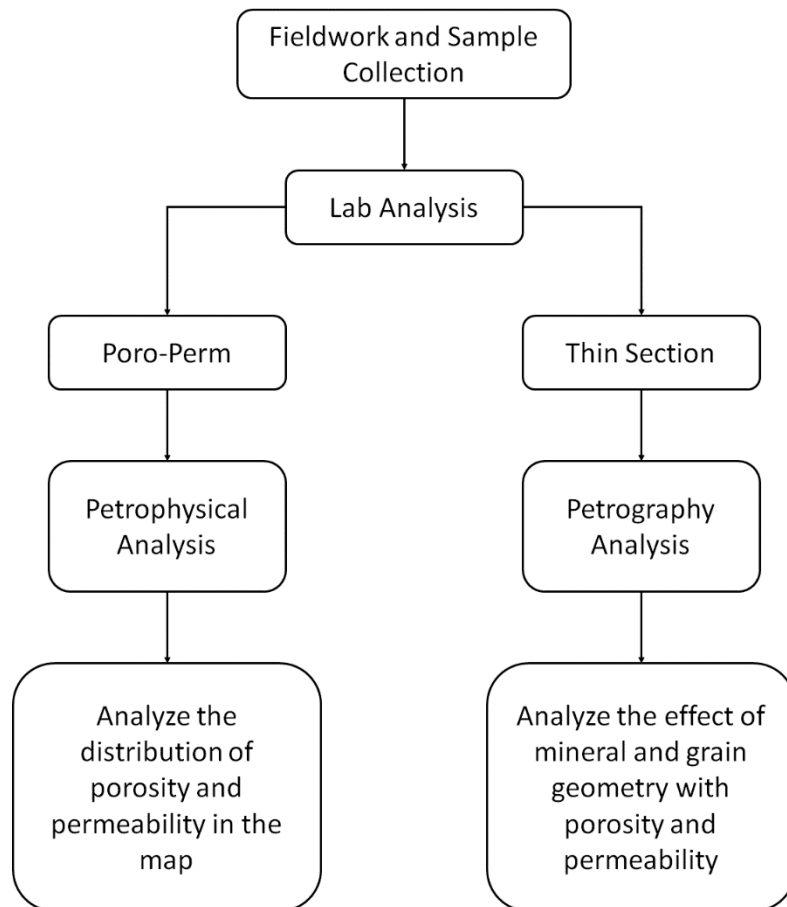 Fieldwork and Sample
Collection
Lab Analysis
Poro-Perm
Thin Section
Petrophysical
Analysis
Petrography
Analysis
Analyze the
distribution of
porosity and
permeability in the
map
Analyze the effect of
mineral and grain
geometry with
porosity and
permeability